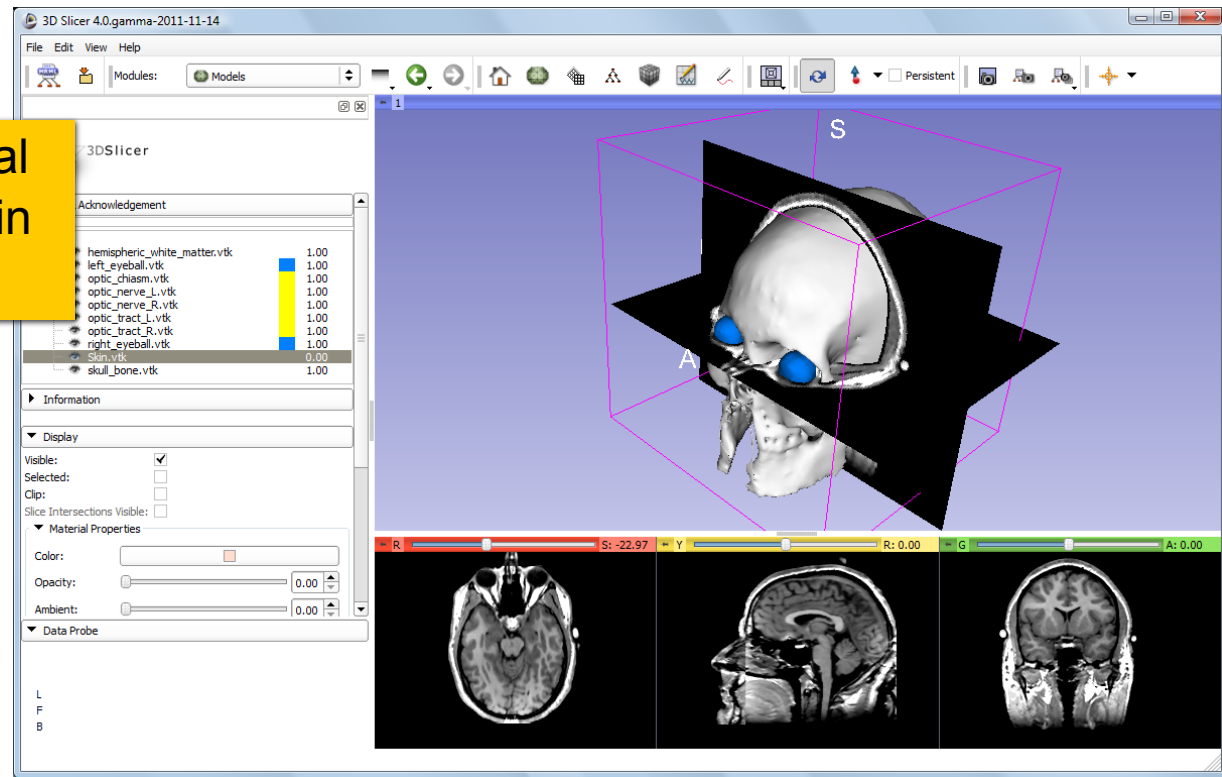 3D Slicer 4.0.gamma-2011-11-14
File Edit View Help
Modules: Models Persistent
1
al
in
3DSlicer
Acknowledgement
hemispheric_white_matter.vtk 1.00
left_eyeball.vtk 1.00
optic_chiasm.vtk 1.00
optic_nerve_L.vtk 1.00
optic_nerve_R.vtk 1.00
optic_tract_L.vtk 1.00
optic_tract_R.vtk 1.00
right_eyeball.vtk 1.00
Skin.vtk 0.00
skull_bone.vtk 1.00
Information
Display
Visible:
Selected:
Clip:
Slice Intersections Visible:
Material Properties
Color:
Opacity: 0.00
Ambient: 0.00
Data Probe
L
F
B
S
A
R S: -22.97 Y R: 0.00 G A: 0.00